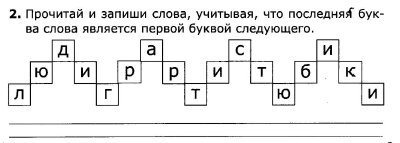 2. Прочитай и запиши слова, учитывая, что последняя бук-
ва слова является первой буквой следующего.
д а с и
ю и р р и т б к
л г т ю и